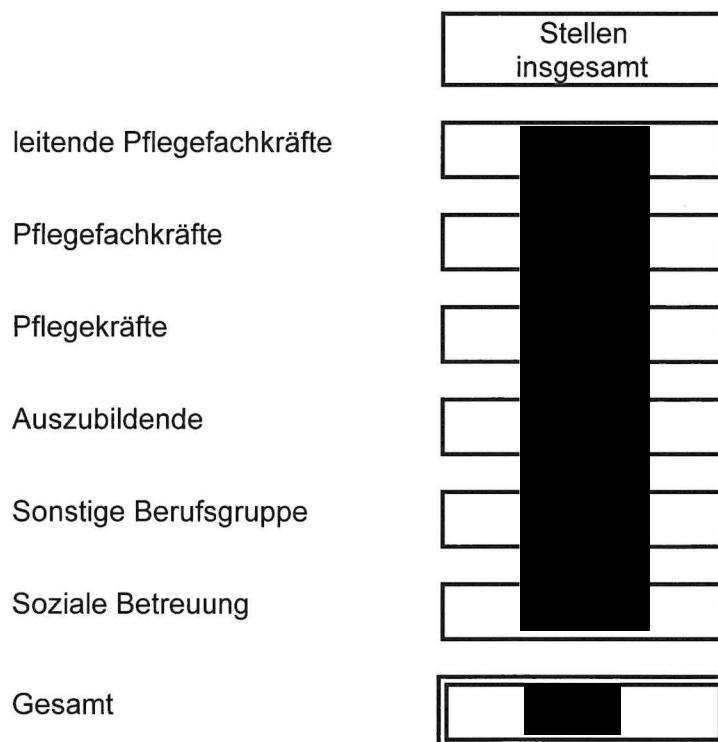 Stellen
insgesamt
leitende Pflegefachkräfte
Pflegefachkräfte
Pflegekräfte
Auszubildende
Sonstige Berufsgruppe
Soziale Betreuung
Gesamt